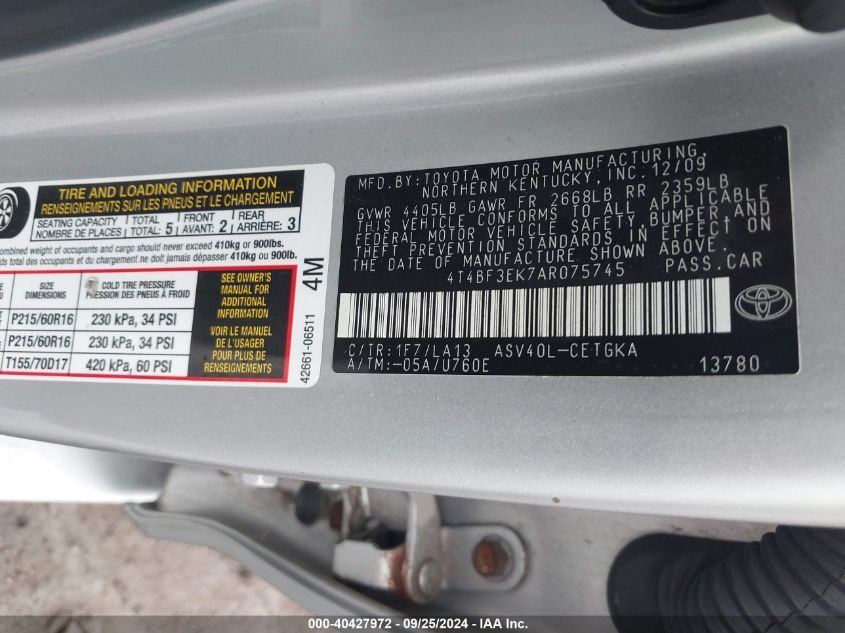 TIRE AND LOADING INFORMATION
RENSEIGNEMENTS SUR LES PNEUS ET LE CHARGEMENT
SEATING CAPACITY TOTAL: 5 FRONT 2 REAR 3
NOMBRE DE PLACES TOTAL: AVANT: ARRIERE:
combined weight of occupants and cargo should never exceed 410kg or 900lbs.
total des occupants et du chargement ne doit jamais dépasser 410 kg ou 900lb.
SIZE COLD TIRE PRESSURE
DIMENSIONS PRESSION DES PNEUS À FROID
P215/60R16 230 kPa, 34 PSI
P215/60R16 230 kPa, 34 PSI
T155/70D17 420 kPa, 60 PSI
SEE OWNER'S
MANUAL FOR
ADDITIONAL
INFORMATION
VOIR LE MANUEL
DE L'USAGER
POUR PLUS DE
RENSEIGNEMENTS
4M
42661-06511
MFD.BY:TOYOTA MOTOR MANUFACTURING,
NORTHERN KENTUCKY,INC.12/09
GVWR 4405LB GAWR FR 2668LB RR 2359LB
THIS VEHICLE CONFORMS TO ALL APPLICABLE
FEDERAL MOTOR VEHICLE SAFETY,BUMPER,AND
THEFT PREVENTION STANDARDS IN EFFECT ON
THE DATE OF MANUFACTURE SHOWN ABOVE.
4T4BF3EK7AR075745 PASS.CAR
C/TR:1F7/LA13 ASV40L-CETGKA
A/TM:-05A/U760E 13780
TOYOTA
000-40427972 - 09/25/2024 - IAA Inc.